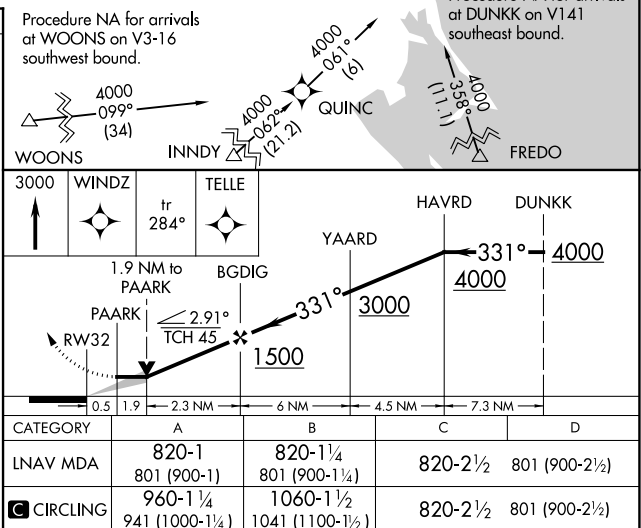 Procedure NA for arrivals
at WOONS on V3-16
southwest bound.
at DUNKK on V141
southeast bound.
4000
099°
(34)
WOONS
4000
062°
(21.2)
INNDY
4000
061°
(6)
QUINC
4000
358°
(11.1)
FREDO
3000
WINDZ
tr
284°
TELLE
HAVRD
DUNKK
YAARD
1.9 NM to
PAARK
BGDIG
PAARK
RW32
2.91°
TCH 45
331°
331°
4000
4000
3000
1500
0.5 1.9 2.3 NM 6 NM 4.5 NM 7.3 NM
CATEGORY A B C D
LNAV MDA 820-1 820-1¼ 820-2½ 801 (900-2½)
801 (900-1) 801 (900-1¼)
C CIRCLING 960-1¼ 1060-1½ 820-2½ 801 (900-2½)
941 (1000-1¼) 1041 (1100-1½)